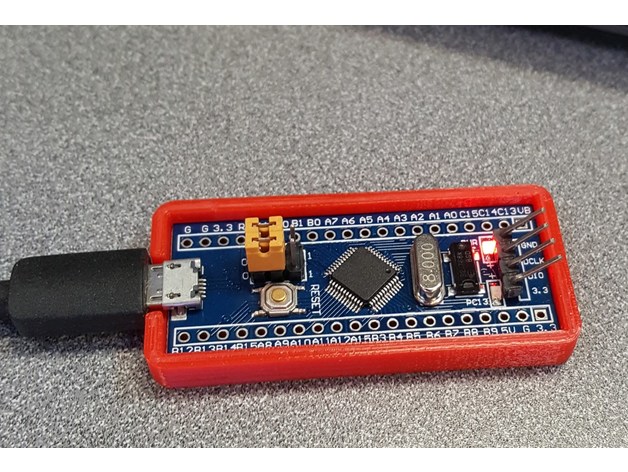 G G 3.3 R B1 B0 A7 A6 A5 A4 A3 A2 A1 A0 C15 C14 C13 VB
8.000
GND
DCLK
DIO
3.3
RESET
PC13
B12 B13 B14 B15 A8 A9 A10 A11 A12 A15 B3 B4 B5 B6 B7 B8 B9 5V G 3.3